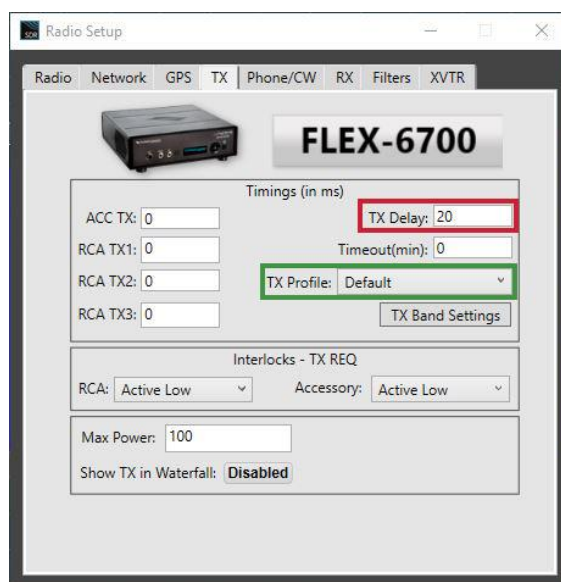 SDR Radio Setup
Radio Network GPS TX Phone/CW RX Filters XVTR
FLEX-6700
Timings (in ms)
ACC TX: 0 TX Delay: 20
RCA TX1: 0 Timeout(min): 0
RCA TX2: 0 TX Profile: Default
RCA TX3: 0 TX Band Settings
Interlocks - TX REQ
RCA: Active Low Accessory: Active Low
Max Power: 100
Show TX in Waterfall: Disabled